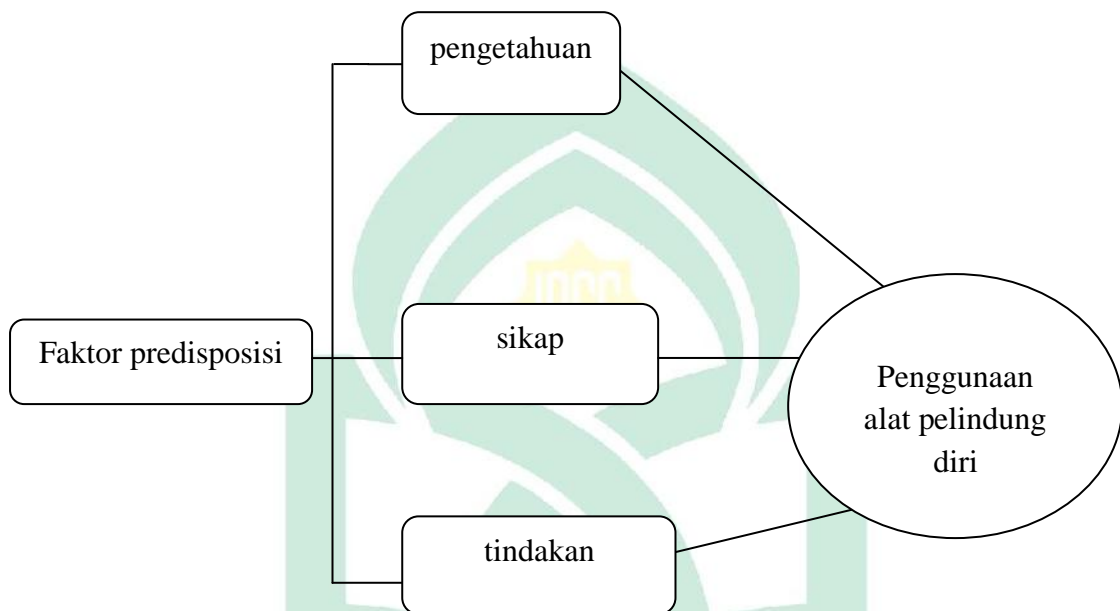 pengetahuan
Faktor predisposisi
sikap
tindakan
Penggunaan
alat pelindung
diri